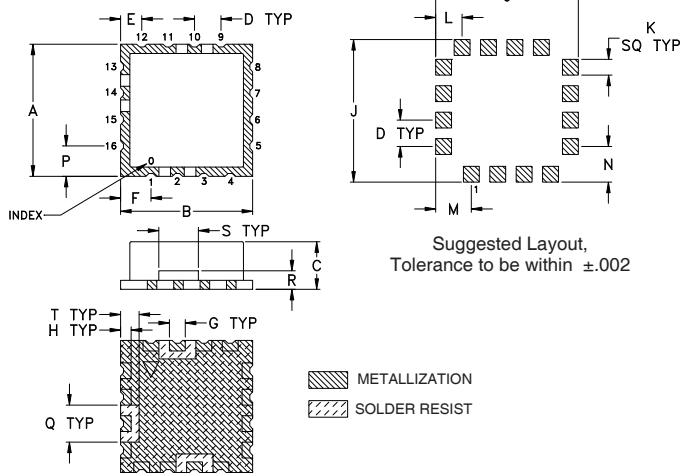 E
D TYP
12 11 10 9
13
14
15
16
8
7
6
5
A
P
0
1 2 3 4
F
B
INDEX
S TYP
C
R
T TYP
H TYP
G TYP
Q TYP
L
K
SQ TYP
J
D TYP
N
1
M
Suggested Layout,
Tolerance to be within ±.002
METALLIZATION
SOLDER RESIST